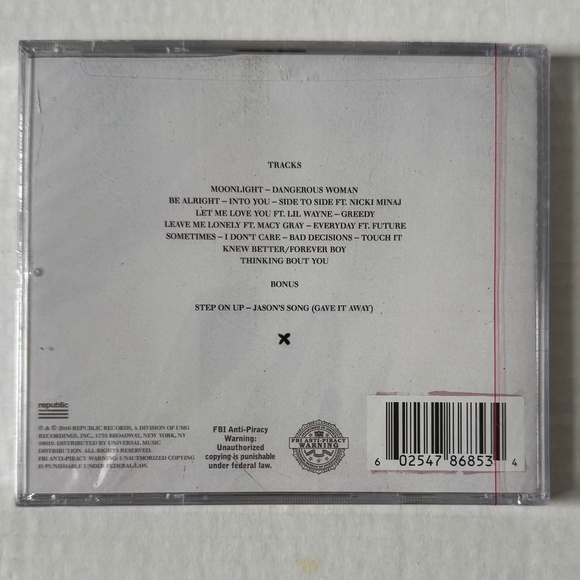 TRACKS
MOONLIGHT – DANGEROUS WOMAN
BE ALRIGHT – INTO YOU – SIDE TO SIDE FT. NICKI MINAJ
LET ME LOVE YOU FT. LIL WAYNE – GREEDY
LEAVE ME LONELY FT. MACY GRAY – EVERYDAY FT. FUTURE
SOMETIMES – I DON'T CARE – BAD DECISIONS – TOUCH IT
KNEW BETTER/FOREVER BOY
THINKING BOUT YOU
BONUS
STEP ON UP – JASON'S SONG (GAVE IT AWAY)
republic
℗ & © 2016 REPUBLIC RECORDS, A DIVISION OF UMG
RECORDINGS, INC., 1755 BROADWAY, NEW YORK, NY
10019. DISTRIBUTED BY UNIVERSAL MUSIC
DISTRIBUTION. ALL RIGHTS RESERVED.
FBI ANTI-PIRACY WARNING: UNAUTHORIZED COPYING
IS PUNISHABLE UNDER FEDERAL LAW.
FBI Anti-Piracy
Warning:
Unauthorized
copying is punishable
under federal law.
FBI ANTI-PIRACY
WARNING
6 02547 86853 4